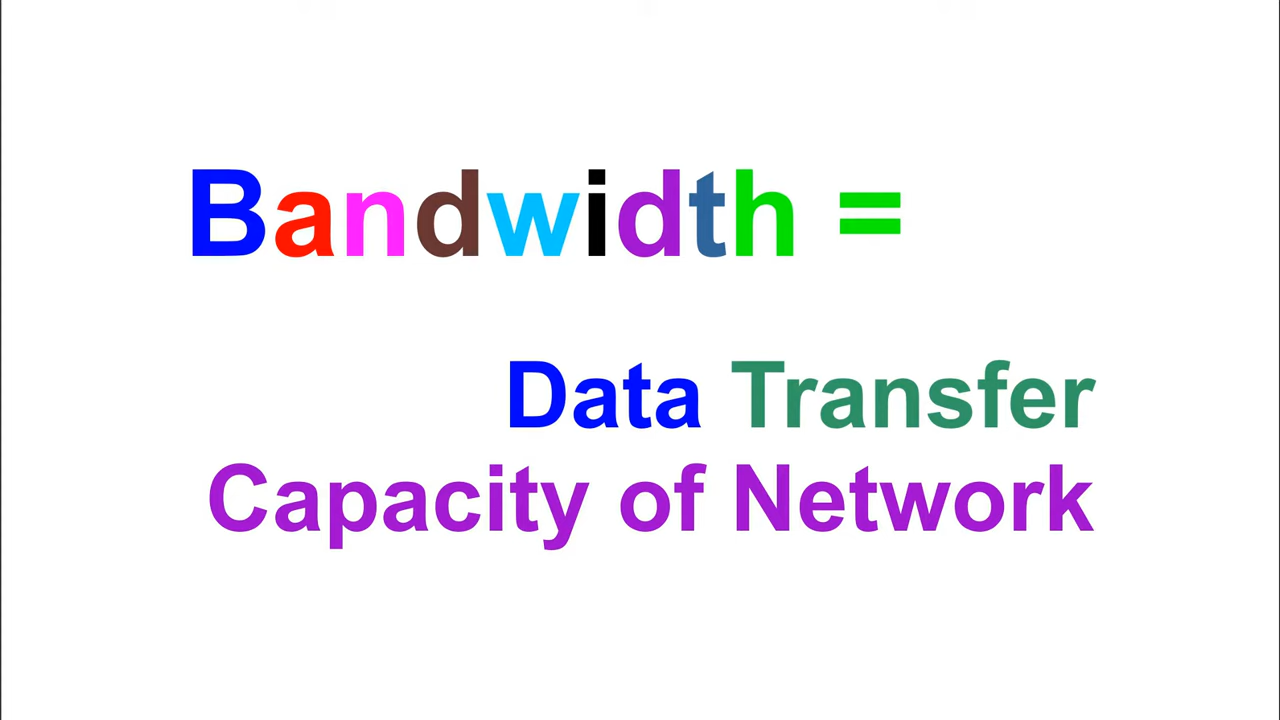 Bandwidth =
Data Transfer
Capacity of Network